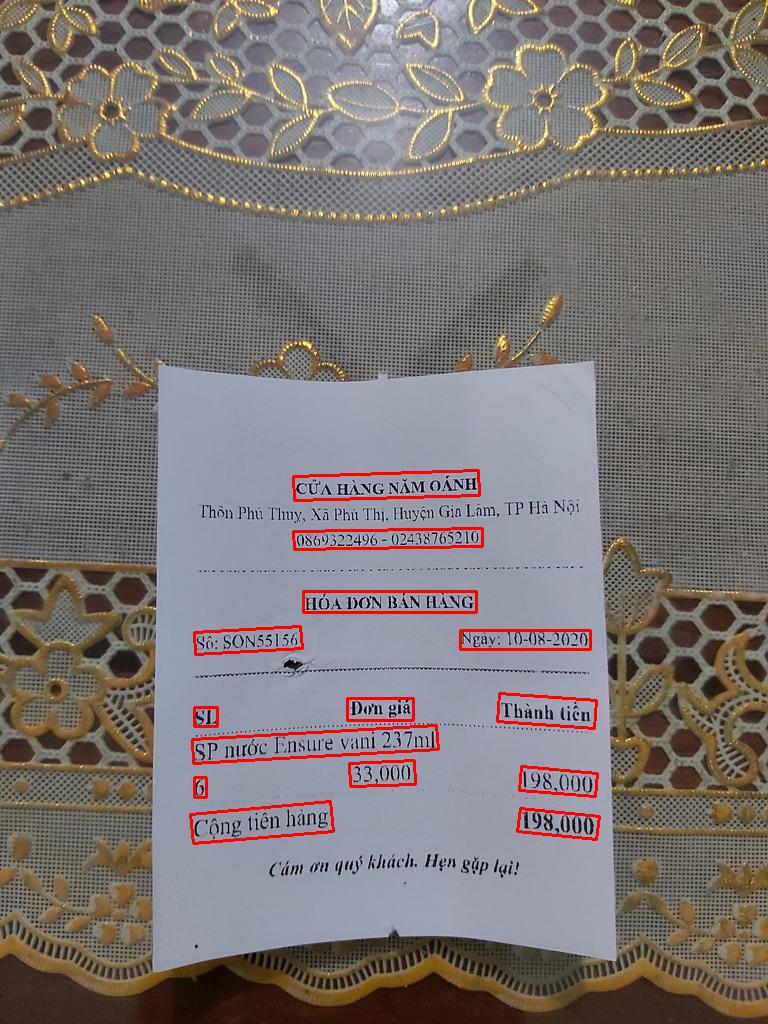 CỬA HÀNG NĂM OÁNH
Thôn Phú Thuỵ, Xã Phú Thị, Huyện Gia Lâm, TP Hà Nội
0869322496 - 02438765210
HÓA ĐƠN BÁN HÀNG
Số: SON55156 Ngày: 10-08-2020
SL Đơn giá Thành tiền
SP nước Ensure vani 237ml
6 33,000 198,000
Cộng tiền hàng 198,000
Cám ơn quý khách. Hẹn gặp lại!